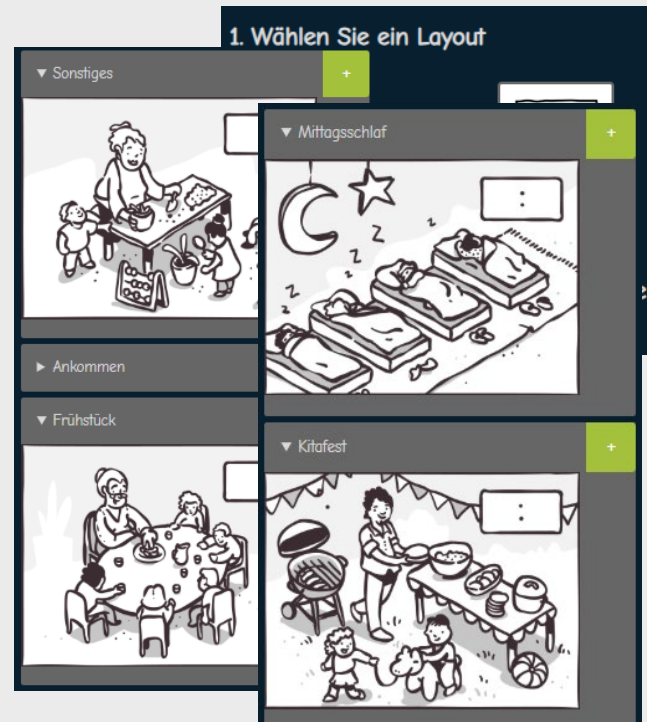 1. Wählen Sie ein Layout
▼ Sonstiges +
▶ Ankommen
▼ Frühstück
▼ Mittagsschlaf +
:
z z z z z z
▼ Kitafest +
: